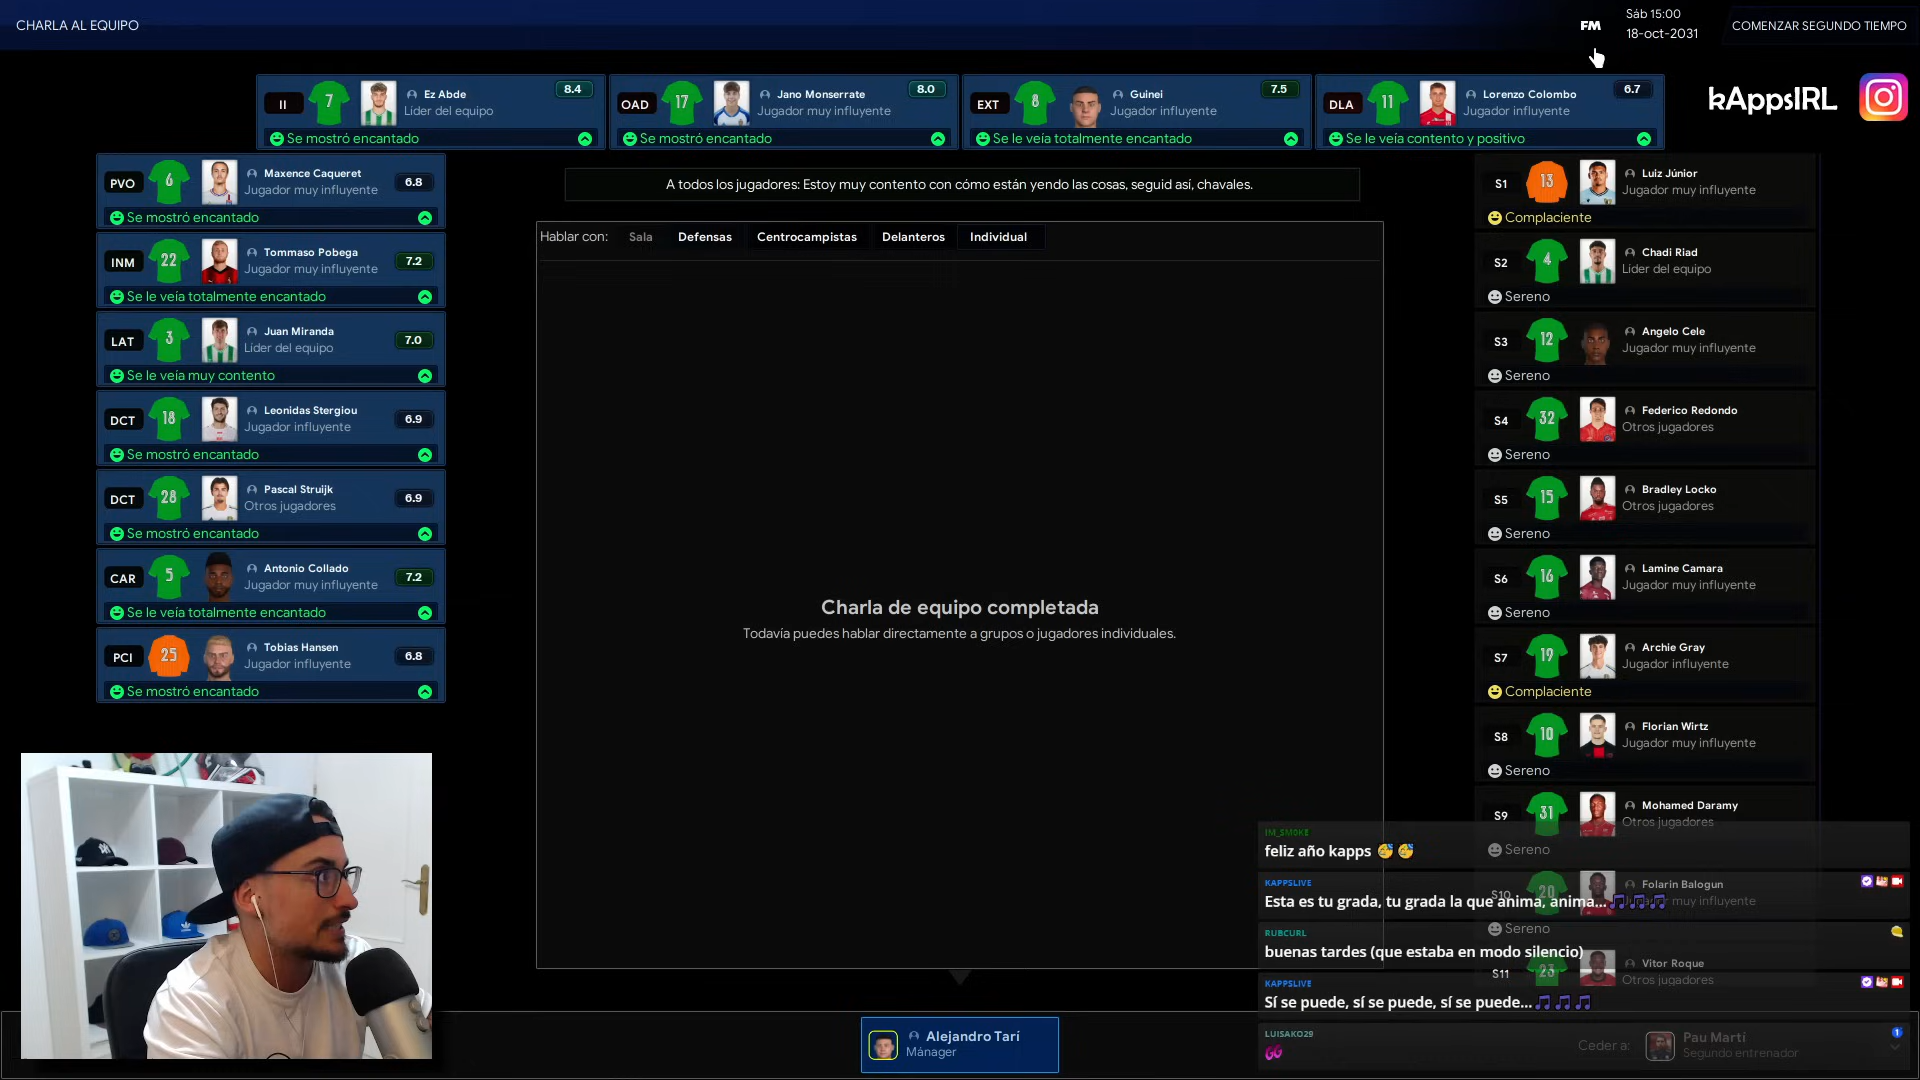 CHARLA AL EQUIPO
FM
Sáb 15:00
18-oct-2031
COMENZAR SEGUNDO TIEMPO
kAppsIRL
II
7
Ez Abde
Líder del equipo
8.4
Se mostró encantado
OAD
17
Jano Monserrate
Jugador muy influyente
8.0
Se mostró encantado
EXT
8
Guinei
Jugador influyente
7.5
Se le veía totalmente encantado
DLA
11
Lorenzo Colombo
Jugador influyente
6.7
Se le veía contento y positivo
PVO
6
Maxence Caqueret
Jugador muy influyente
6.8
Se mostró encantado
INM
22
Tommaso Pobega
Jugador muy influyente
7.2
Se le veía totalmente encantado
LAT
3
Juan Miranda
Líder del equipo
7.0
Se le veía muy contento
DCT
18
Leonidas Stergiou
Jugador influyente
6.9
Se mostró encantado
DCT
28
Pascal Struijk
Otros jugadores
6.9
Se mostró encantado
CAR
5
Antonio Collado
Jugador muy influyente
7.2
Se le veía totalmente encantado
PCI
25
Tobias Hansen
Jugador influyente
6.8
Se mostró encantado
A todos los jugadores: Estoy muy contento con cómo están yendo las cosas, seguid así, chavales.
Hablar con: Sala Defensas Centrocampistas Delanteros Individual
Charla de equipo completada
Todavía puedes hablar directamente a grupos o jugadores individuales.
S1
13
Luiz Júnior
Jugador muy influyente
Complaciente
S2
4
Chadi Riad
Líder del equipo
Sereno
S3
12
Angelo Cele
Jugador muy influyente
Sereno
S4
32
Federico Redondo
Otros jugadores
Sereno
S5
15
Bradley Locko
Otros jugadores
Sereno
S6
16
Lamine Camara
Jugador muy influyente
Sereno
S7
19
Archie Gray
Jugador influyente
Complaciente
S8
10
Florian Wirtz
Jugador muy influyente
Sereno
S9
31
Mohamed Daramy
Otros jugadores
Sereno
S10
20
Folarin Balogun
muy influyente
Sereno
S11
23
Vitor Roque
Otros jugadores
IM_SM0KE
feliz año kapps 🥳 🥳
KAPPSLIVE
Esta es tu grada, tu grada la que anima, anima... 🎵 🎵 🎵
RUBCURL
buenas tardes (que estaba en modo silencio)
KAPPSLIVE
Sí se puede, sí se puede, sí se puede... 🎵 🎵 🎵
LUISAKO29
Alejandro Tarí
Mánager
Ceder a:
Pau Martí
Segundo entrenador
1